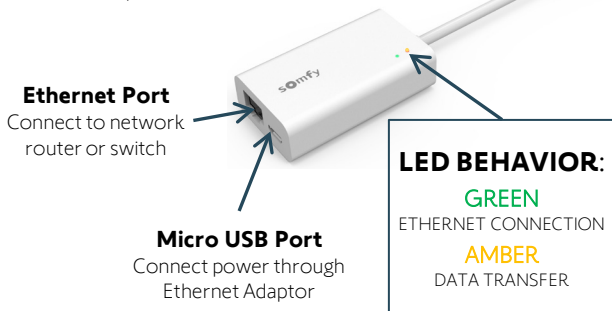 somfy
Ethernet Port
Connect to network
router or switch
LED BEHAVIOR:
GREEN
ETHERNET CONNECTION
AMBER
DATA TRANSFER
Micro USB Port
Connect power through
Ethernet Adaptor